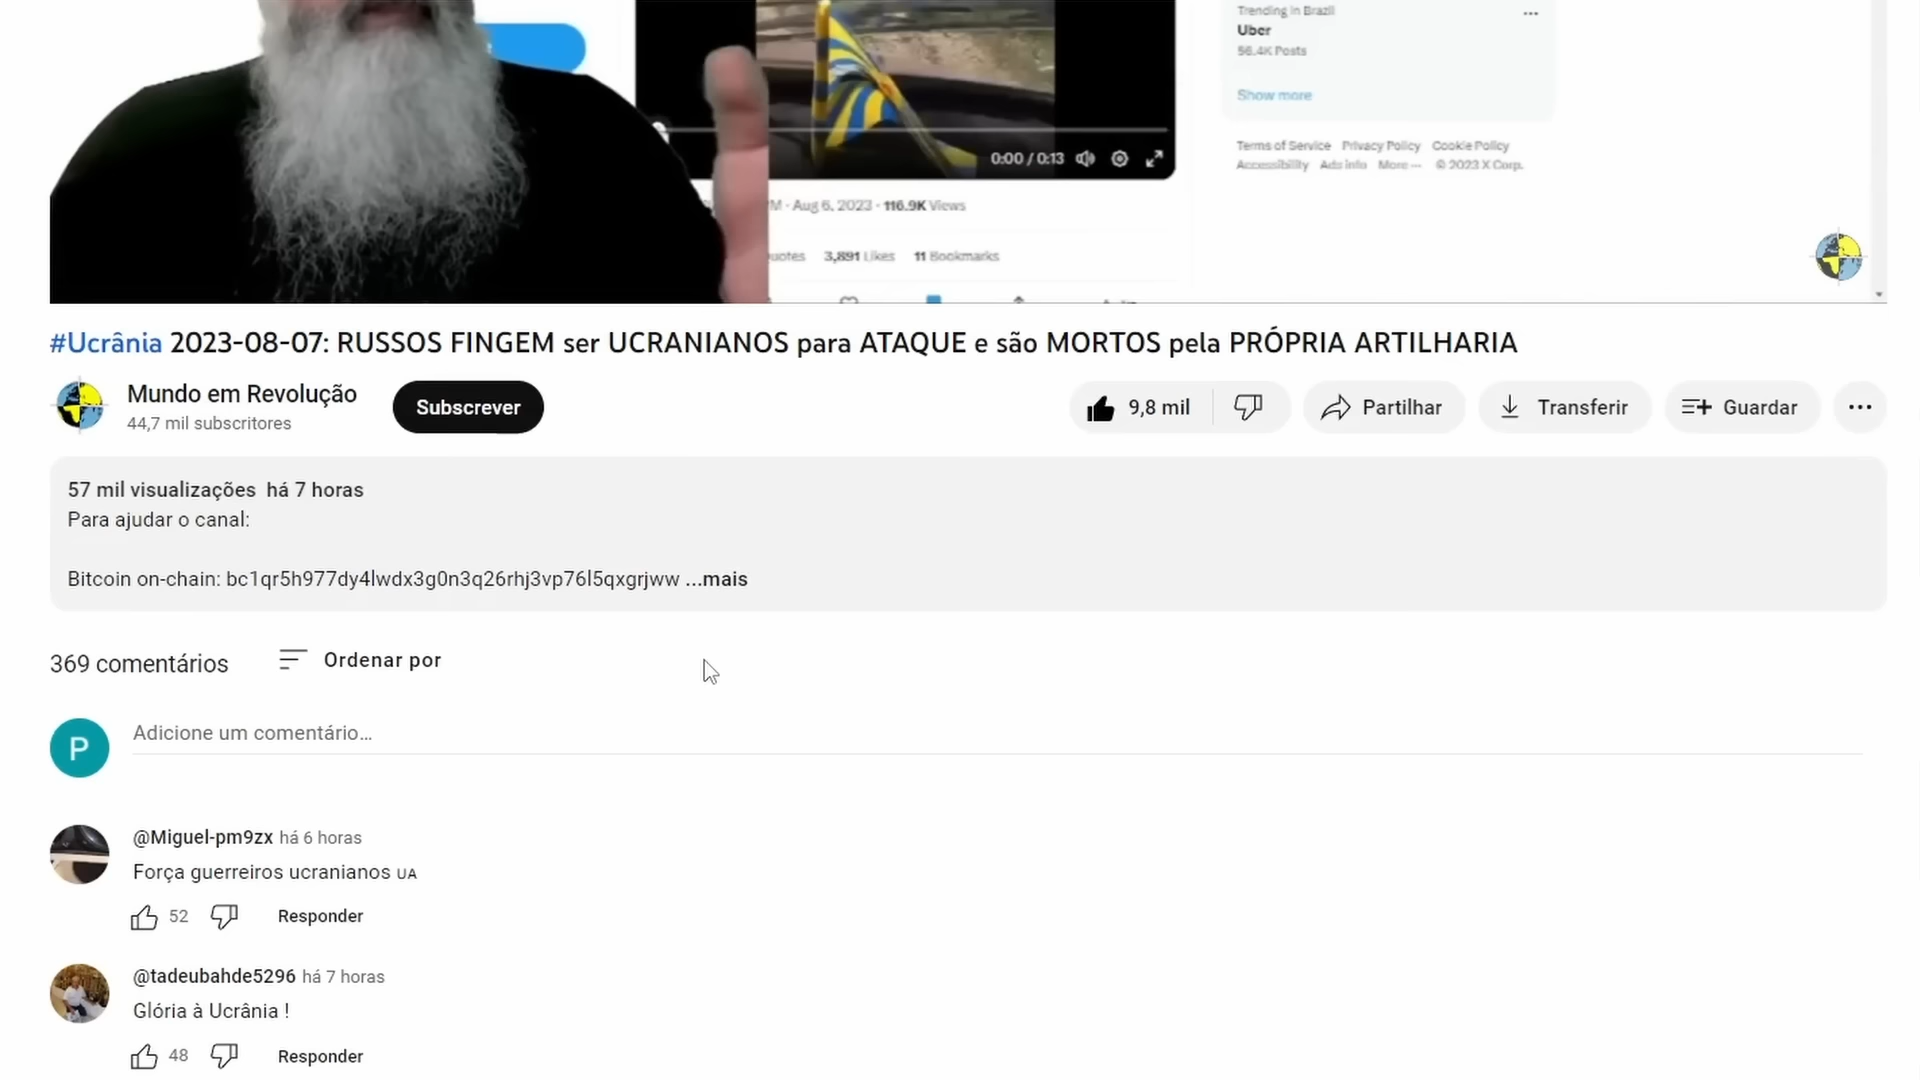 Trending in Brazil
Uber
56.4K Posts
Show more
Terms of Service Privacy Policy Cookie Policy
Accessibility Ads info More ··· © 2023 X Corp.
0:00 / 0:13
M · Aug 6, 2023 · 116.9K Views
uotes 3,891 Likes 11 Bookmarks
#Ucrânia 2023-08-07: RUSSOS FINGEM ser UCRANIANOS para ATAQUE e são MORTOS pela PRÓPRIA ARTILHARIA
Mundo em Revolução
44,7 mil subscritores
Subscrever
9,8 mil
Partilhar
Transferir
Guardar
57 mil visualizações há 7 horas
Para ajudar o canal:
Bitcoin on-chain: bc1qr5h977dy4lwdx3g0n3q26rhj3vp76l5qxgrjww ...mais
369 comentários
Ordenar por
P
Adicione um comentário...
@Miguel-pm9zx há 6 horas
Força guerreiros ucranianos UA
52
Responder
@tadeubahde5296 há 7 horas
Glória à Ucrânia !
48
Responder